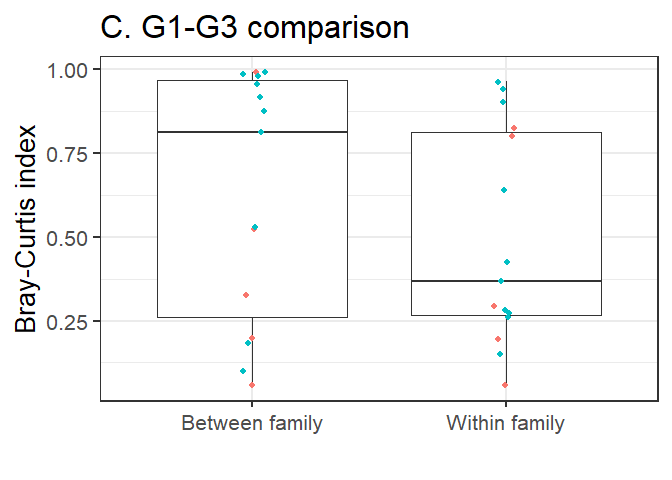 C. G1-G3 comparison
Bray-Curtis index
1.00
0.75
0.50
0.25
Between family
Within family